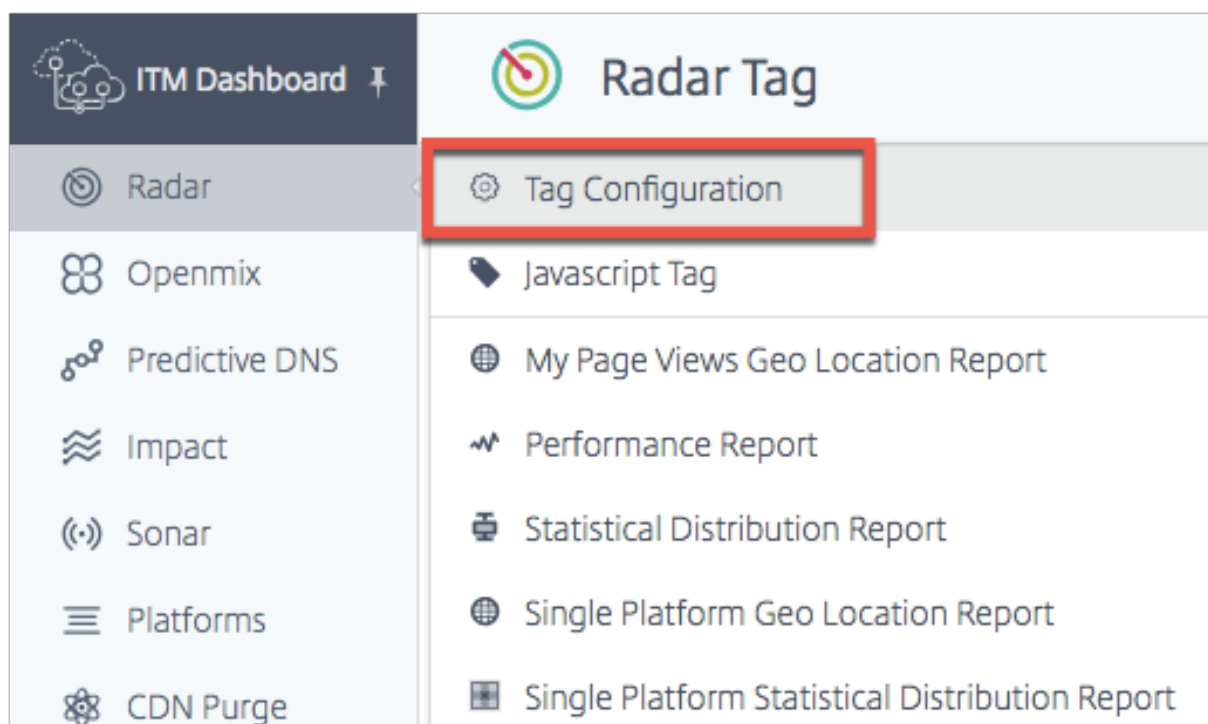 ITM Dashboard
Radar Tag
Radar
Openmix
Predictive DNS
Impact
Sonar
Platforms
CDN Purge
Tag Configuration
Javascript Tag
My Page Views Geo Location Report
Performance Report
Statistical Distribution Report
Single Platform Geo Location Report
Single Platform Statistical Distribution Report